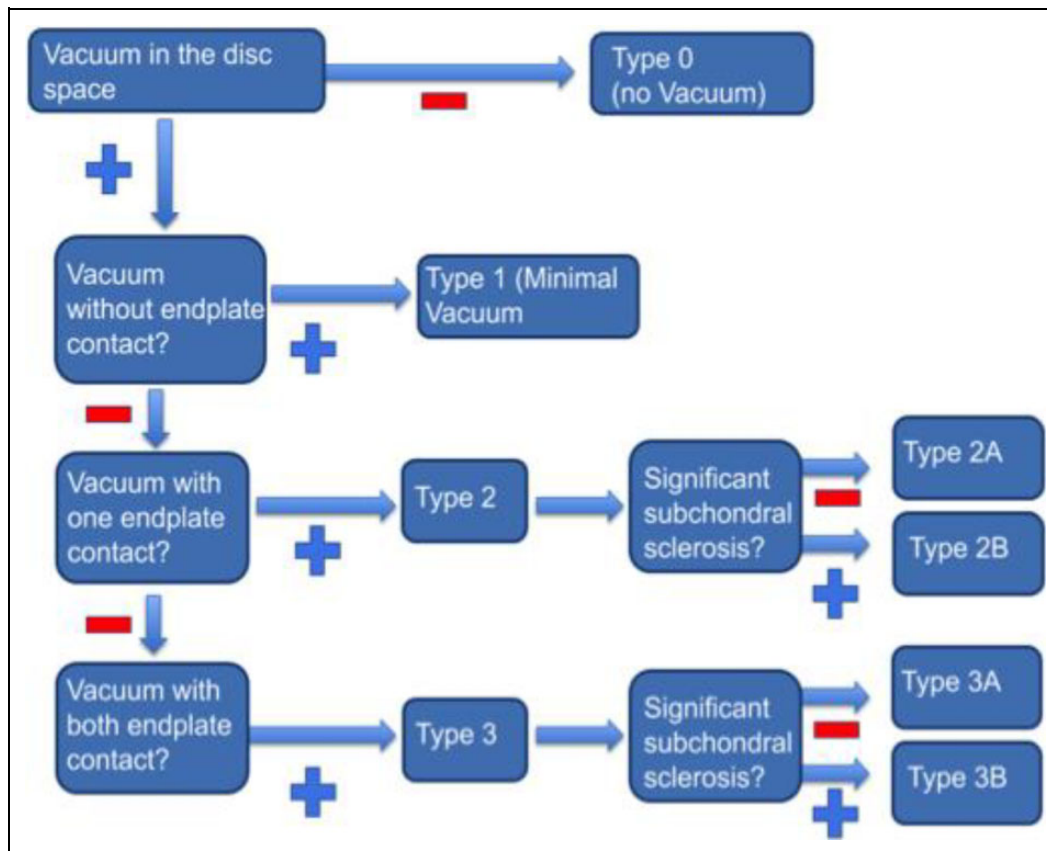 Vacuum in the disc
space
Type 0
(no Vacuum)
Vacuum
without endplate
contact?
Type 1 (Minimal
Vacuum
Vacuum with
one endplate
contact?
Type 2
Significant
subchondral
sclerosis?
Type 2A
Type 2B
Vacuum with
both endplate
contact?
Type 3
Significant
subchondral
sclerosis?
Type 3A
Type 3B